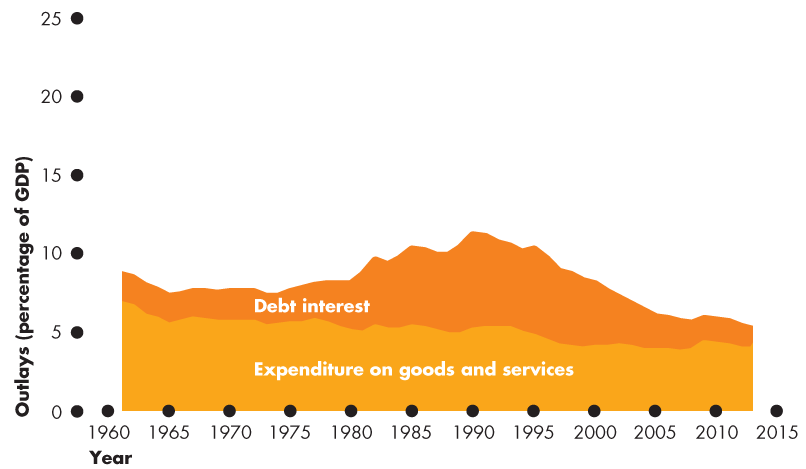 25
20
15
10
5
0
Outlays (percentage of GDP)
Debt interest
Expenditure on goods and services
1960 1965 1970 1975 1980 1985 1990 1995 2000 2005 2010 2015
Year